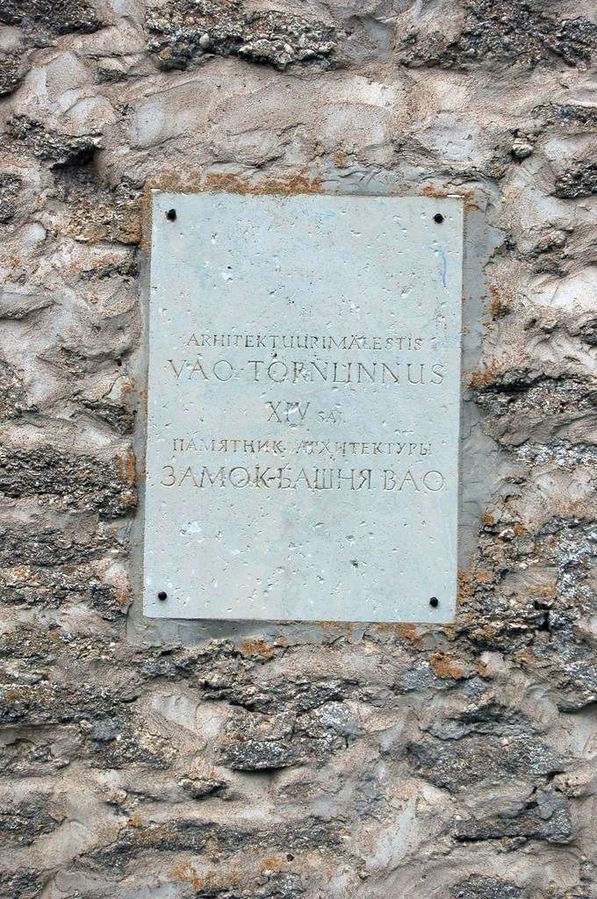 ARHITEKTUURIMÄLESTIS
VAO TORNLINNUS
XIV SAJ.
ПАМЯТНИК АРХИТЕКТУРЫ
ЗАМОК-БАШНЯ ВАО